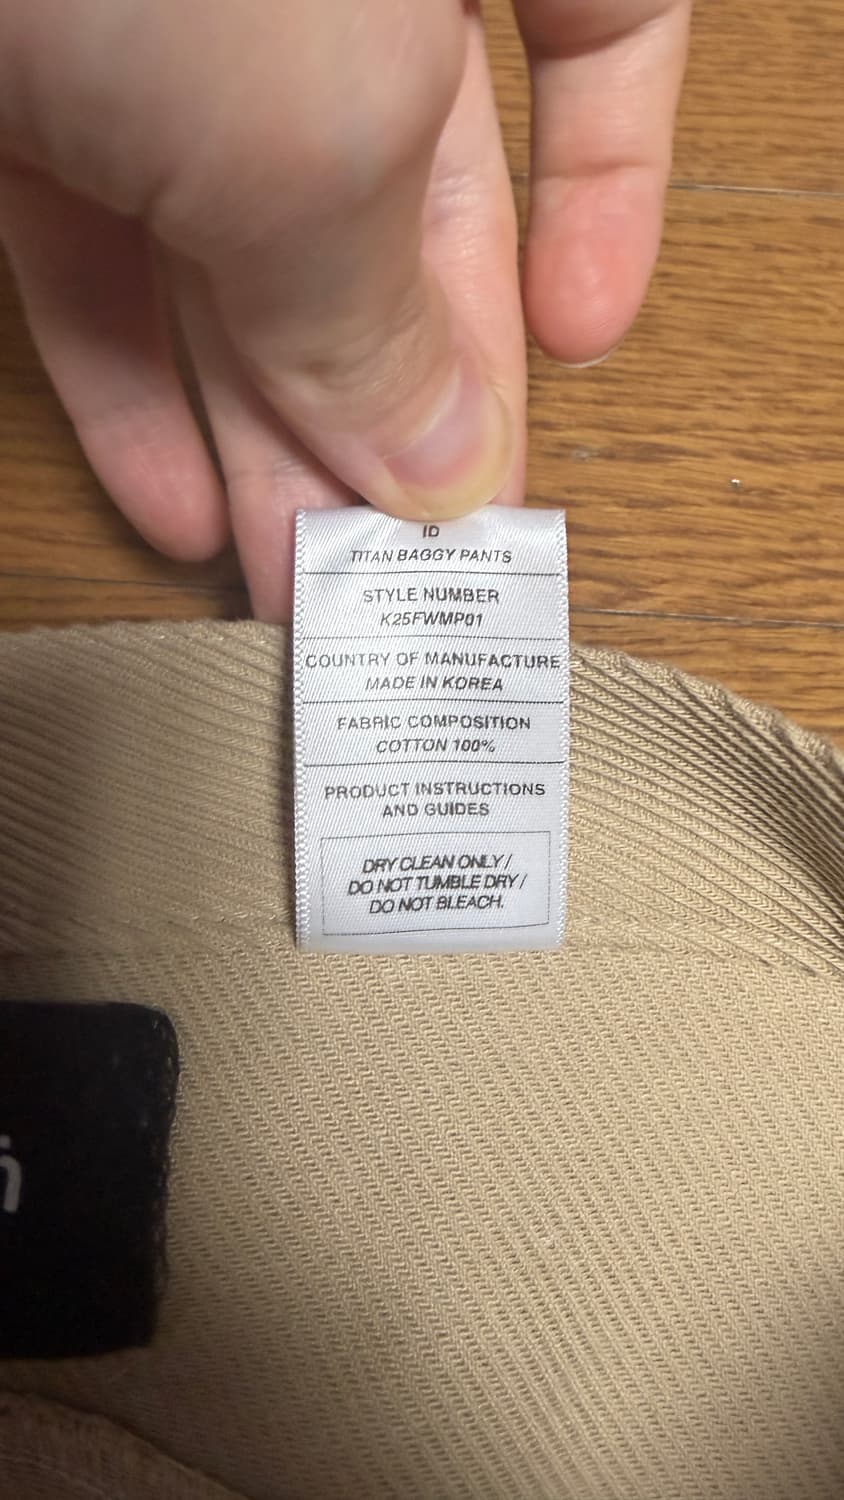 ID
TITAN BAGGY PANTS
STYLE NUMBER
K25FWMP01
COUNTRY OF MANUFACTURE
MADE IN KOREA
FABRIC COMPOSITION
COTTON 100%
PRODUCT INSTRUCTIONS
AND GUIDES
DRY CLEAN ONLY /
DO NOT TUMBLE DRY /
DO NOT BLEACH.